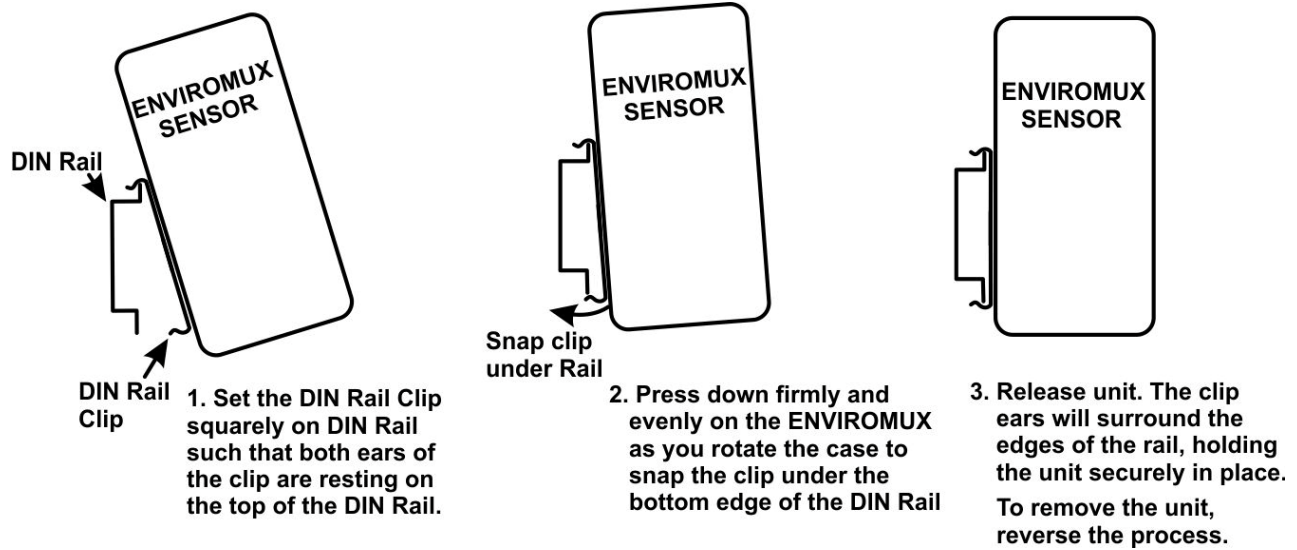 ENVIROMUX
SENSOR
DIN Rail
DIN Rail
Clip
1. Set the DIN Rail Clip
squarely on DIN Rail
such that both ears of
the clip are resting on
the top of the DIN Rail.
ENVIROMUX
SENSOR
Snap clip
under Rail
2. Press down firmly and
evenly on the ENVIROMUX
as you rotate the case to
snap the clip under the
bottom edge of the DIN Rail
ENVIROMUX
SENSOR
3. Release unit. The clip
ears will surround the
edges of the rail, holding
the unit securely in place.
To remove the unit,
reverse the process.